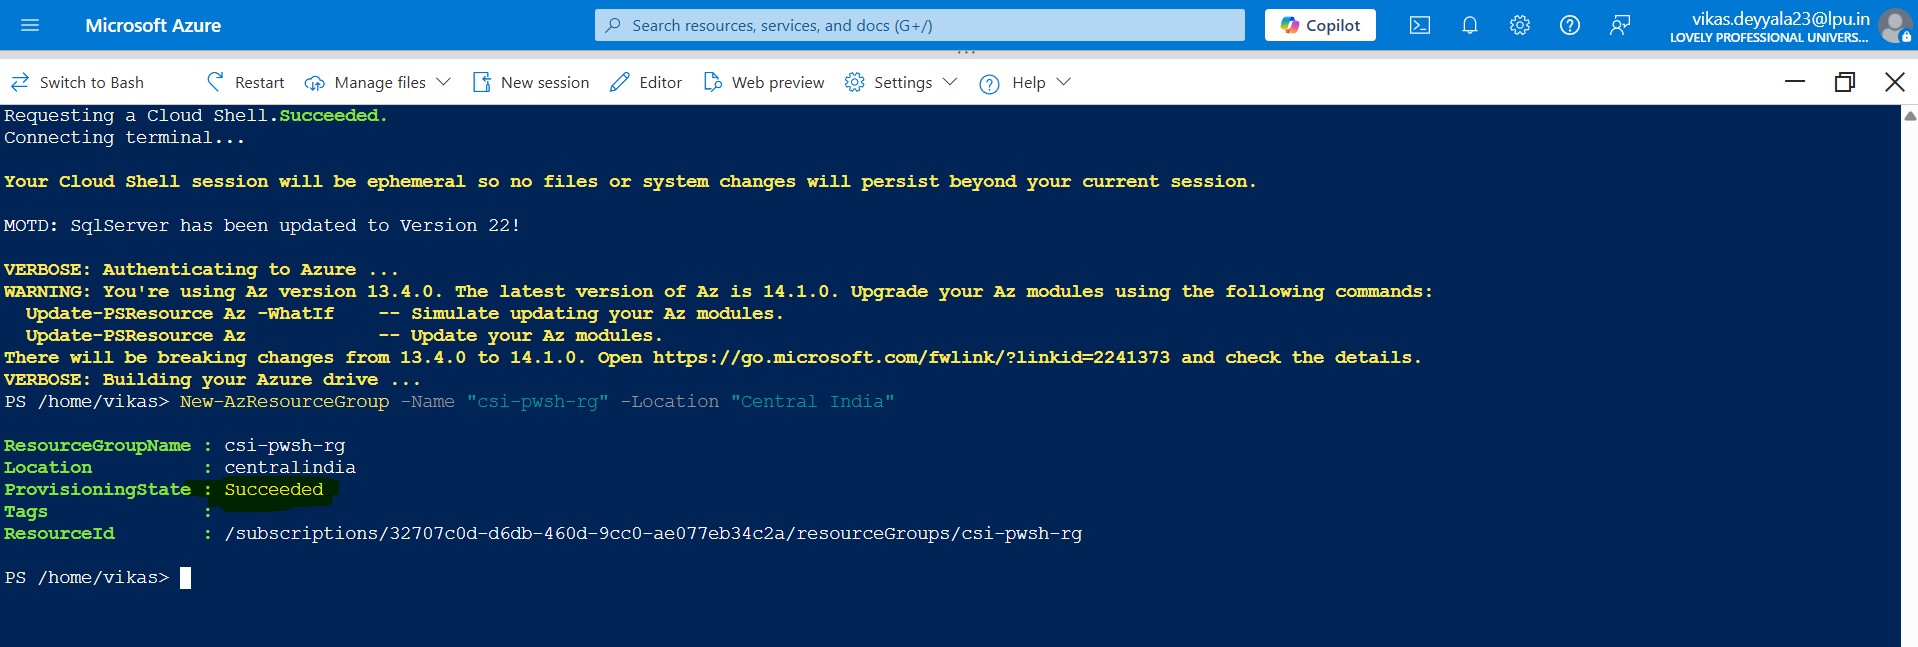 Microsoft Azure
Search resources, services, and docs (G+/)
Copilot
vikas.deyyala23@lpu.in
LOVELY PROFESSIONAL UNIVERS...
Switch to Bash
Restart
Manage files
New session
Editor
Web preview
Settings
Help
Requesting a Cloud Shell.Succeeded.
Connecting terminal...
Your Cloud Shell session will be ephemeral so no files or system changes will persist beyond your current session.
MOTD: SqlServer has been updated to Version 22!
VERBOSE: Authenticating to Azure ...
WARNING: You're using Az version 13.4.0. The latest version of Az is 14.1.0. Upgrade your Az modules using the following commands:
Update-PSResource Az -WhatIf    -- Simulate updating your Az modules.
Update-PSResource Az            -- Update your Az modules.
There will be breaking changes from 13.4.0 to 14.1.0. Open https://go.microsoft.com/fwlink/?linkid=2241373 and check the details.
VERBOSE: Building your Azure drive ...
PS /home/vikas> New-AzResourceGroup -Name "csi-pwsh-rg" -Location "Central India"
ResourceGroupName : csi-pwsh-rg
Location          : centralindia
ProvisioningState : Succeeded
Tags              :
ResourceId        : /subscriptions/32707c0d-d6db-460d-9cc0-ae077eb34c2a/resourceGroups/csi-pwsh-rg
PS /home/vikas>